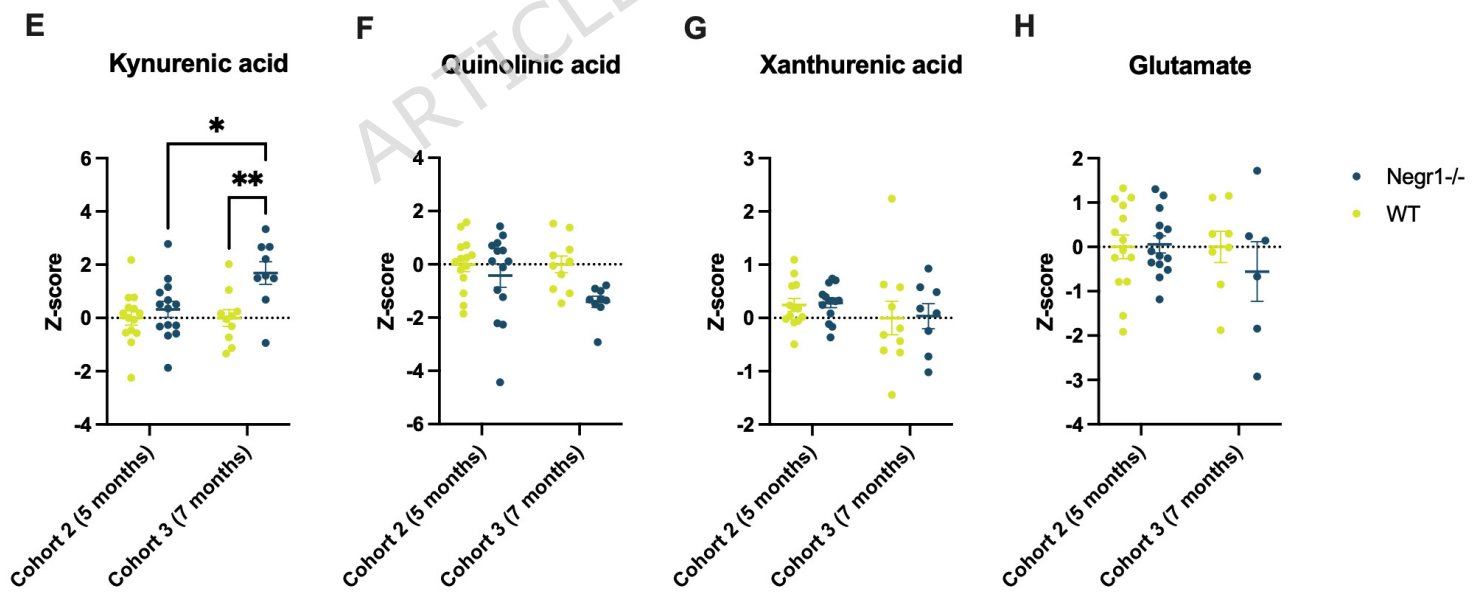 E
Kynurenic acid
*
**
Z-score
6
4
2
0
-2
-4
Cohort 2 (5 months)
Cohort 3 (7 months)
F
Quinolinic acid
Z-score
4
2
0
-2
-4
-6
Cohort 2 (5 months)
Cohort 3 (7 months)
G
Xanthurenic acid
Z-score
3
2
1
0
-1
-2
Cohort 2 (5 months)
Cohort 3 (7 months)
H
Glutamate
Z-score
2
1
0
-1
-2
-3
-4
Cohort 2 (5 months)
Cohort 3 (7 months)
Negr1-/-
WT
ARTICLE